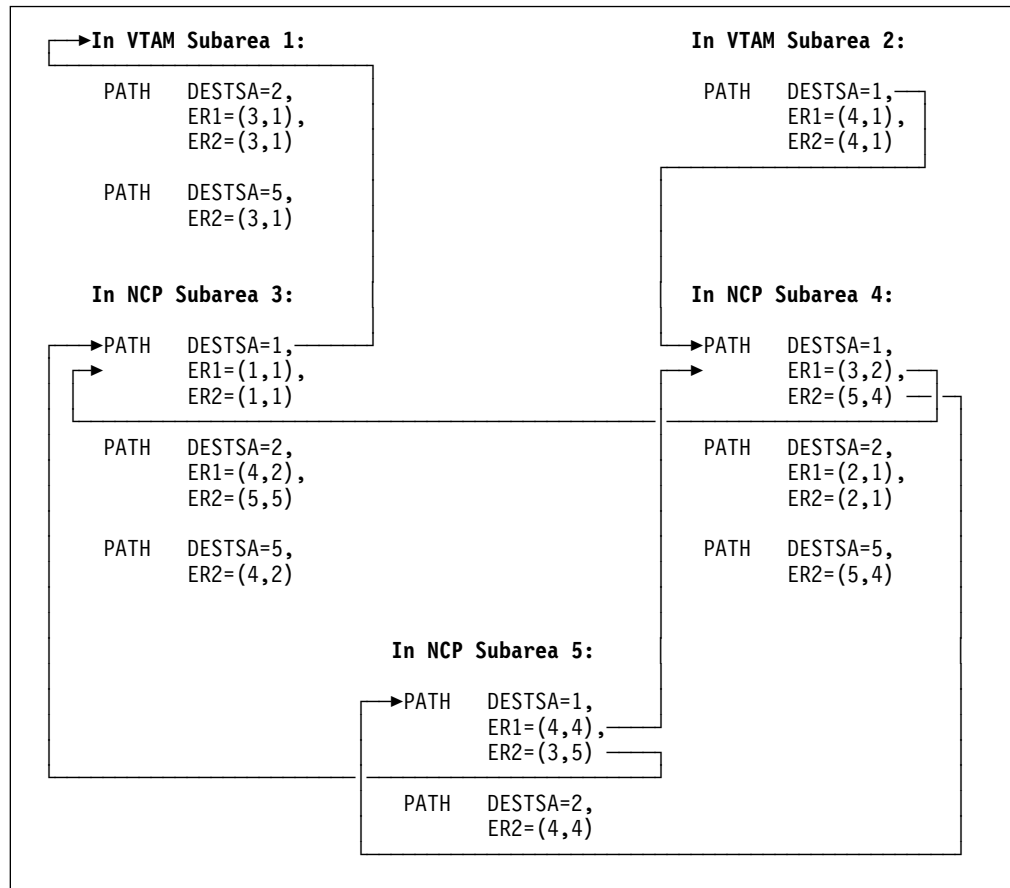 In VTAM Subarea 1:
PATH DESTSA=2,
ER1=(3,1),
ER2=(3,1)
PATH DESTSA=5,
ER2=(3,1)
In VTAM Subarea 2:
PATH DESTSA=1,
ER1=(4,1),
ER2=(4,1)
In NCP Subarea 3:
PATH DESTSA=1,
ER1=(1,1),
ER2=(1,1)
PATH DESTSA=2,
ER1=(4,2),
ER2=(5,5)
PATH DESTSA=5,
ER2=(4,2)
In NCP Subarea 4:
PATH DESTSA=1,
ER1=(3,2),
ER2=(5,4)
PATH DESTSA=2,
ER1=(2,1),
ER2=(2,1)
PATH DESTSA=5,
ER2=(5,4)
In NCP Subarea 5:
PATH DESTSA=1,
ER1=(4,4),
ER2=(3,5)
PATH DESTSA=2,
ER2=(4,4)